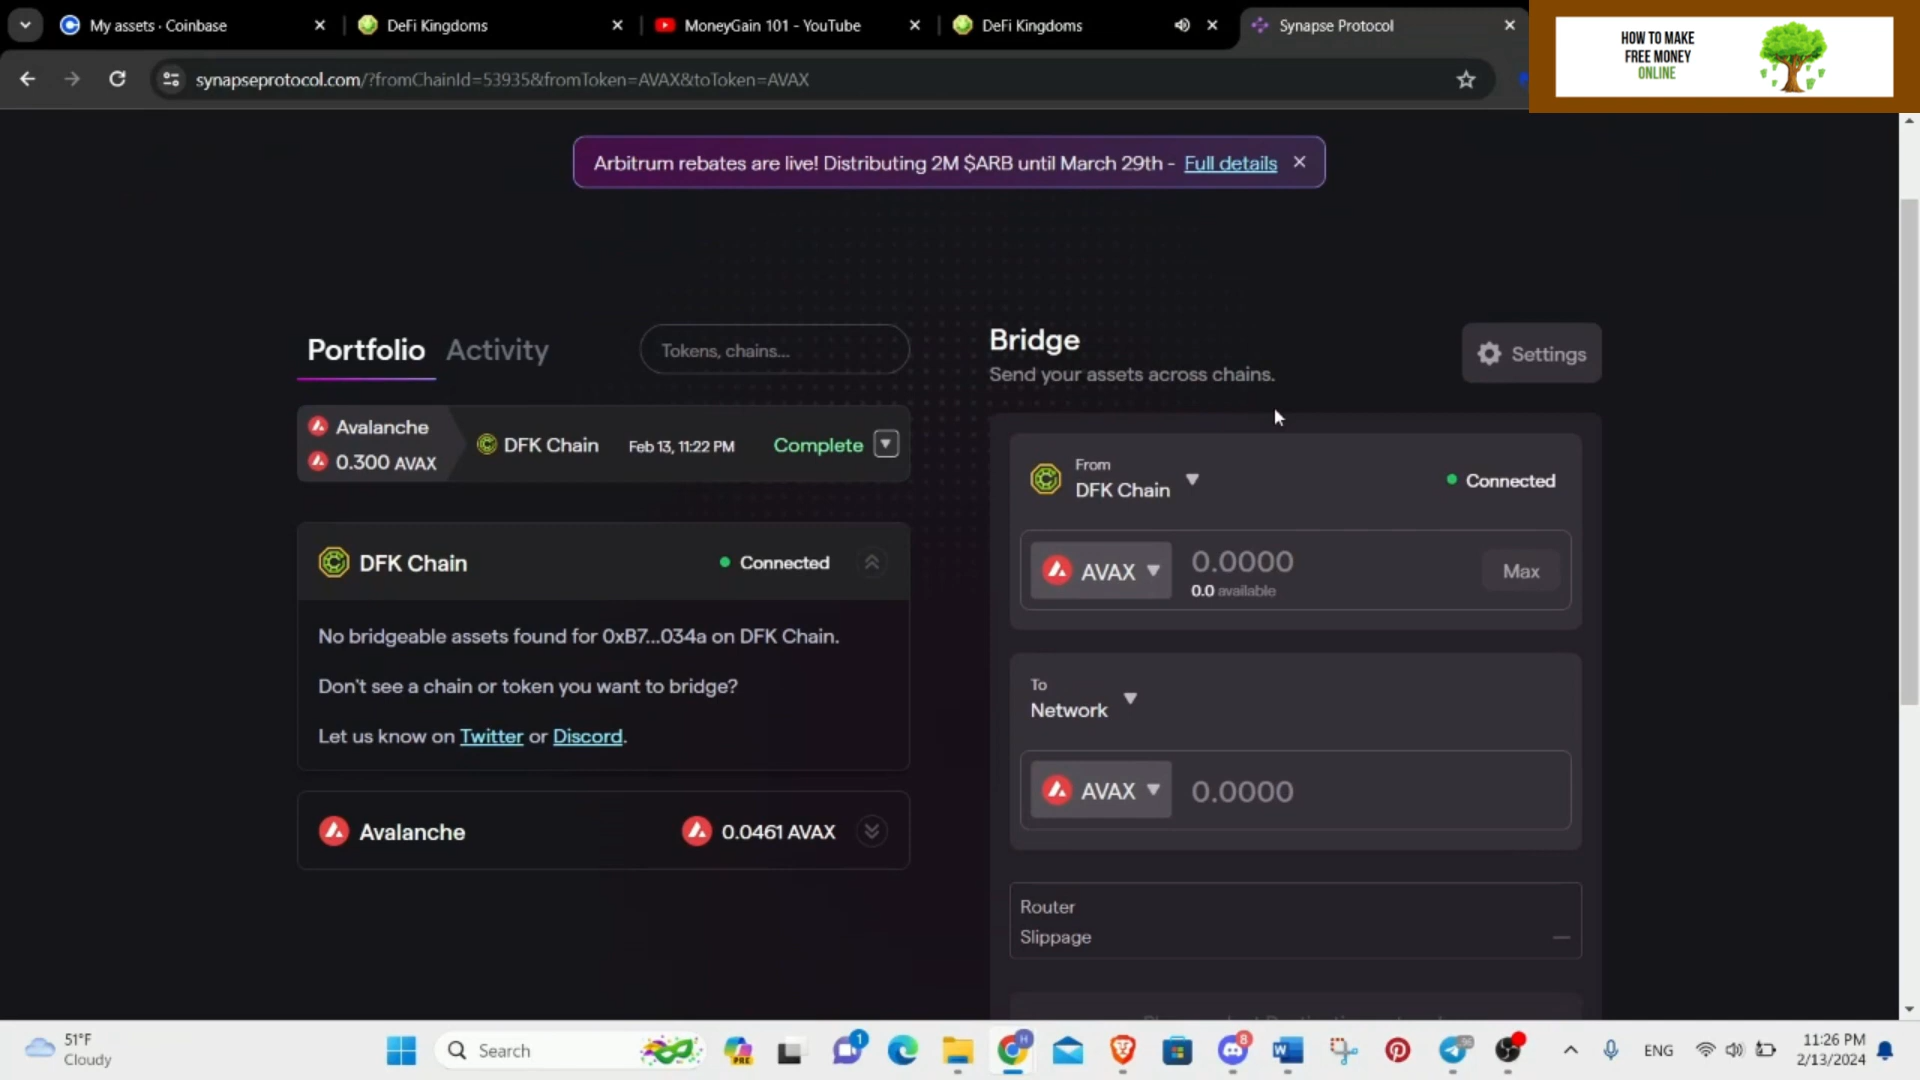 My assets · Coinbase
DeFi Kingdoms
MoneyGain 101 - YouTube
DeFi Kingdoms
Synapse Protocol
HOW TO MAKE
FREE MONEY
ONLINE
synapseprotocol.com/?fromChainId=53935&fromToken=AVAX&toToken=AVAX
Arbitrum rebates are live! Distributing 2M $ARB until March 29th - Full details
Portfolio
Activity
Tokens, chains...
Avalanche
0.300 AVAX
DFK Chain
Feb 13, 11:22 PM
Complete
DFK Chain
Connected
No bridgeable assets found for 0xB7...034a on DFK Chain.
Don't see a chain or token you want to bridge?
Let us know on Twitter or Discord.
Avalanche
0.0461 AVAX
Bridge
Send your assets across chains.
Settings
From
DFK Chain
Connected
AVAX
0.0000
0.0 available
Max
To
Network
AVAX
0.0000
Router
Slippage
51°F
Cloudy
Search
PRE
1
H
8
ENG
11:26 PM
2/13/2024